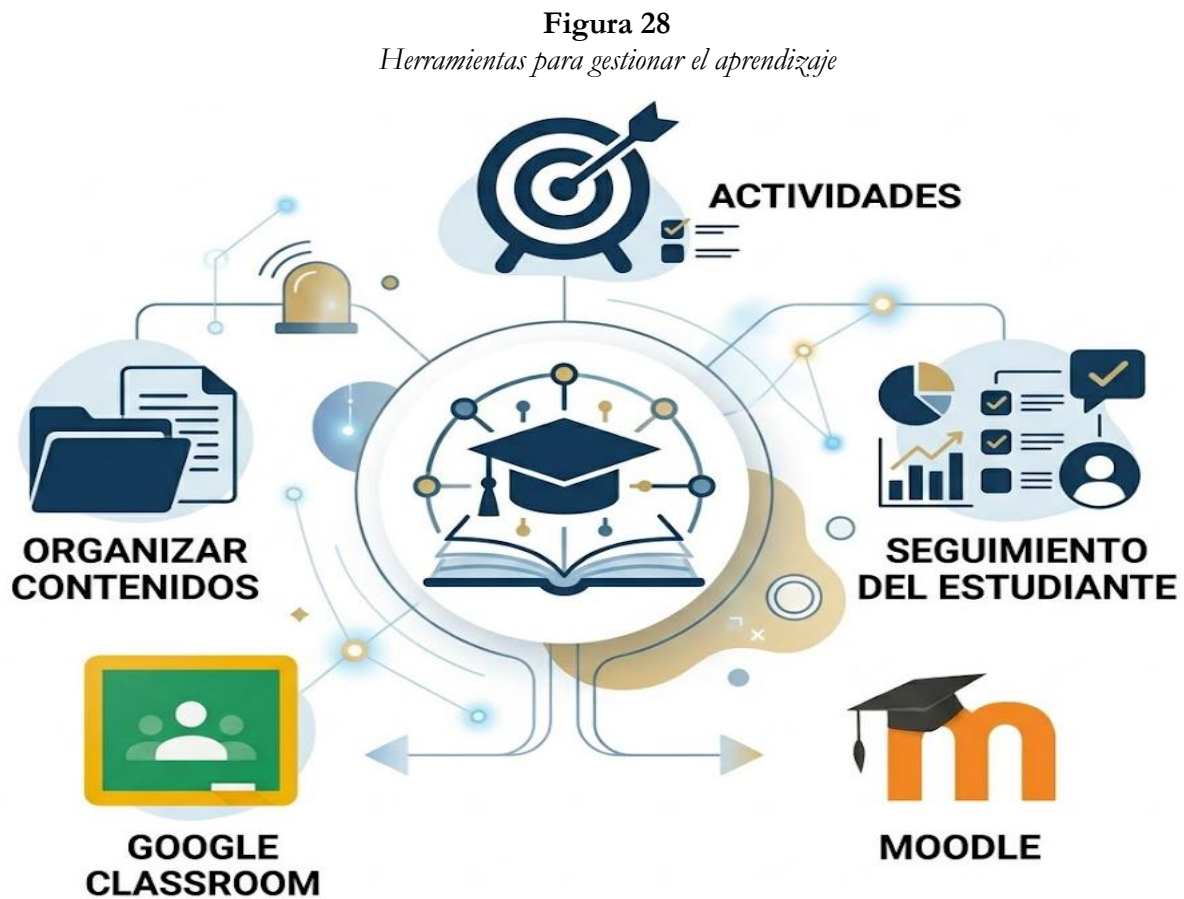 Figura 28
Herramientas para gestionar el aprendizaje
ACTIVIDADES
ORGANIZAR
CONTENIDOS
SEGUIMIENTO
DEL ESTUDIANTE
GOOGLE
CLASSROOM
m
MOODLE